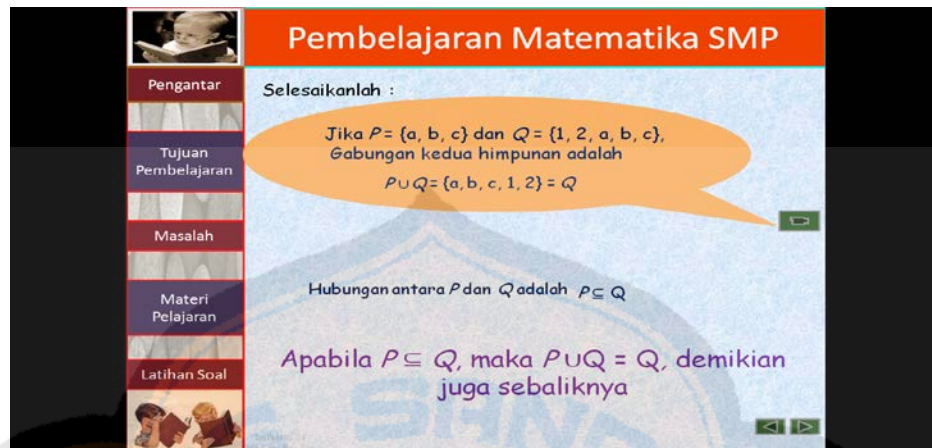 Pembelajaran Matematika SMP
Pengantar
Tujuan
Pembelajaran
Masalah
Materi
Pelajaran
Latihan Soal
Selesaikanlah :
Jika P = {a, b, c} dan Q = {1, 2, a, b, c},
Gabungan kedua himpunan adalah
P∪Q = {a, b, c, 1, 2} = Q
Hubungan antara P dan Q adalah P ⊆ Q
Apabila P ⊆ Q, maka P∪Q = Q, demikian
juga sebaliknya